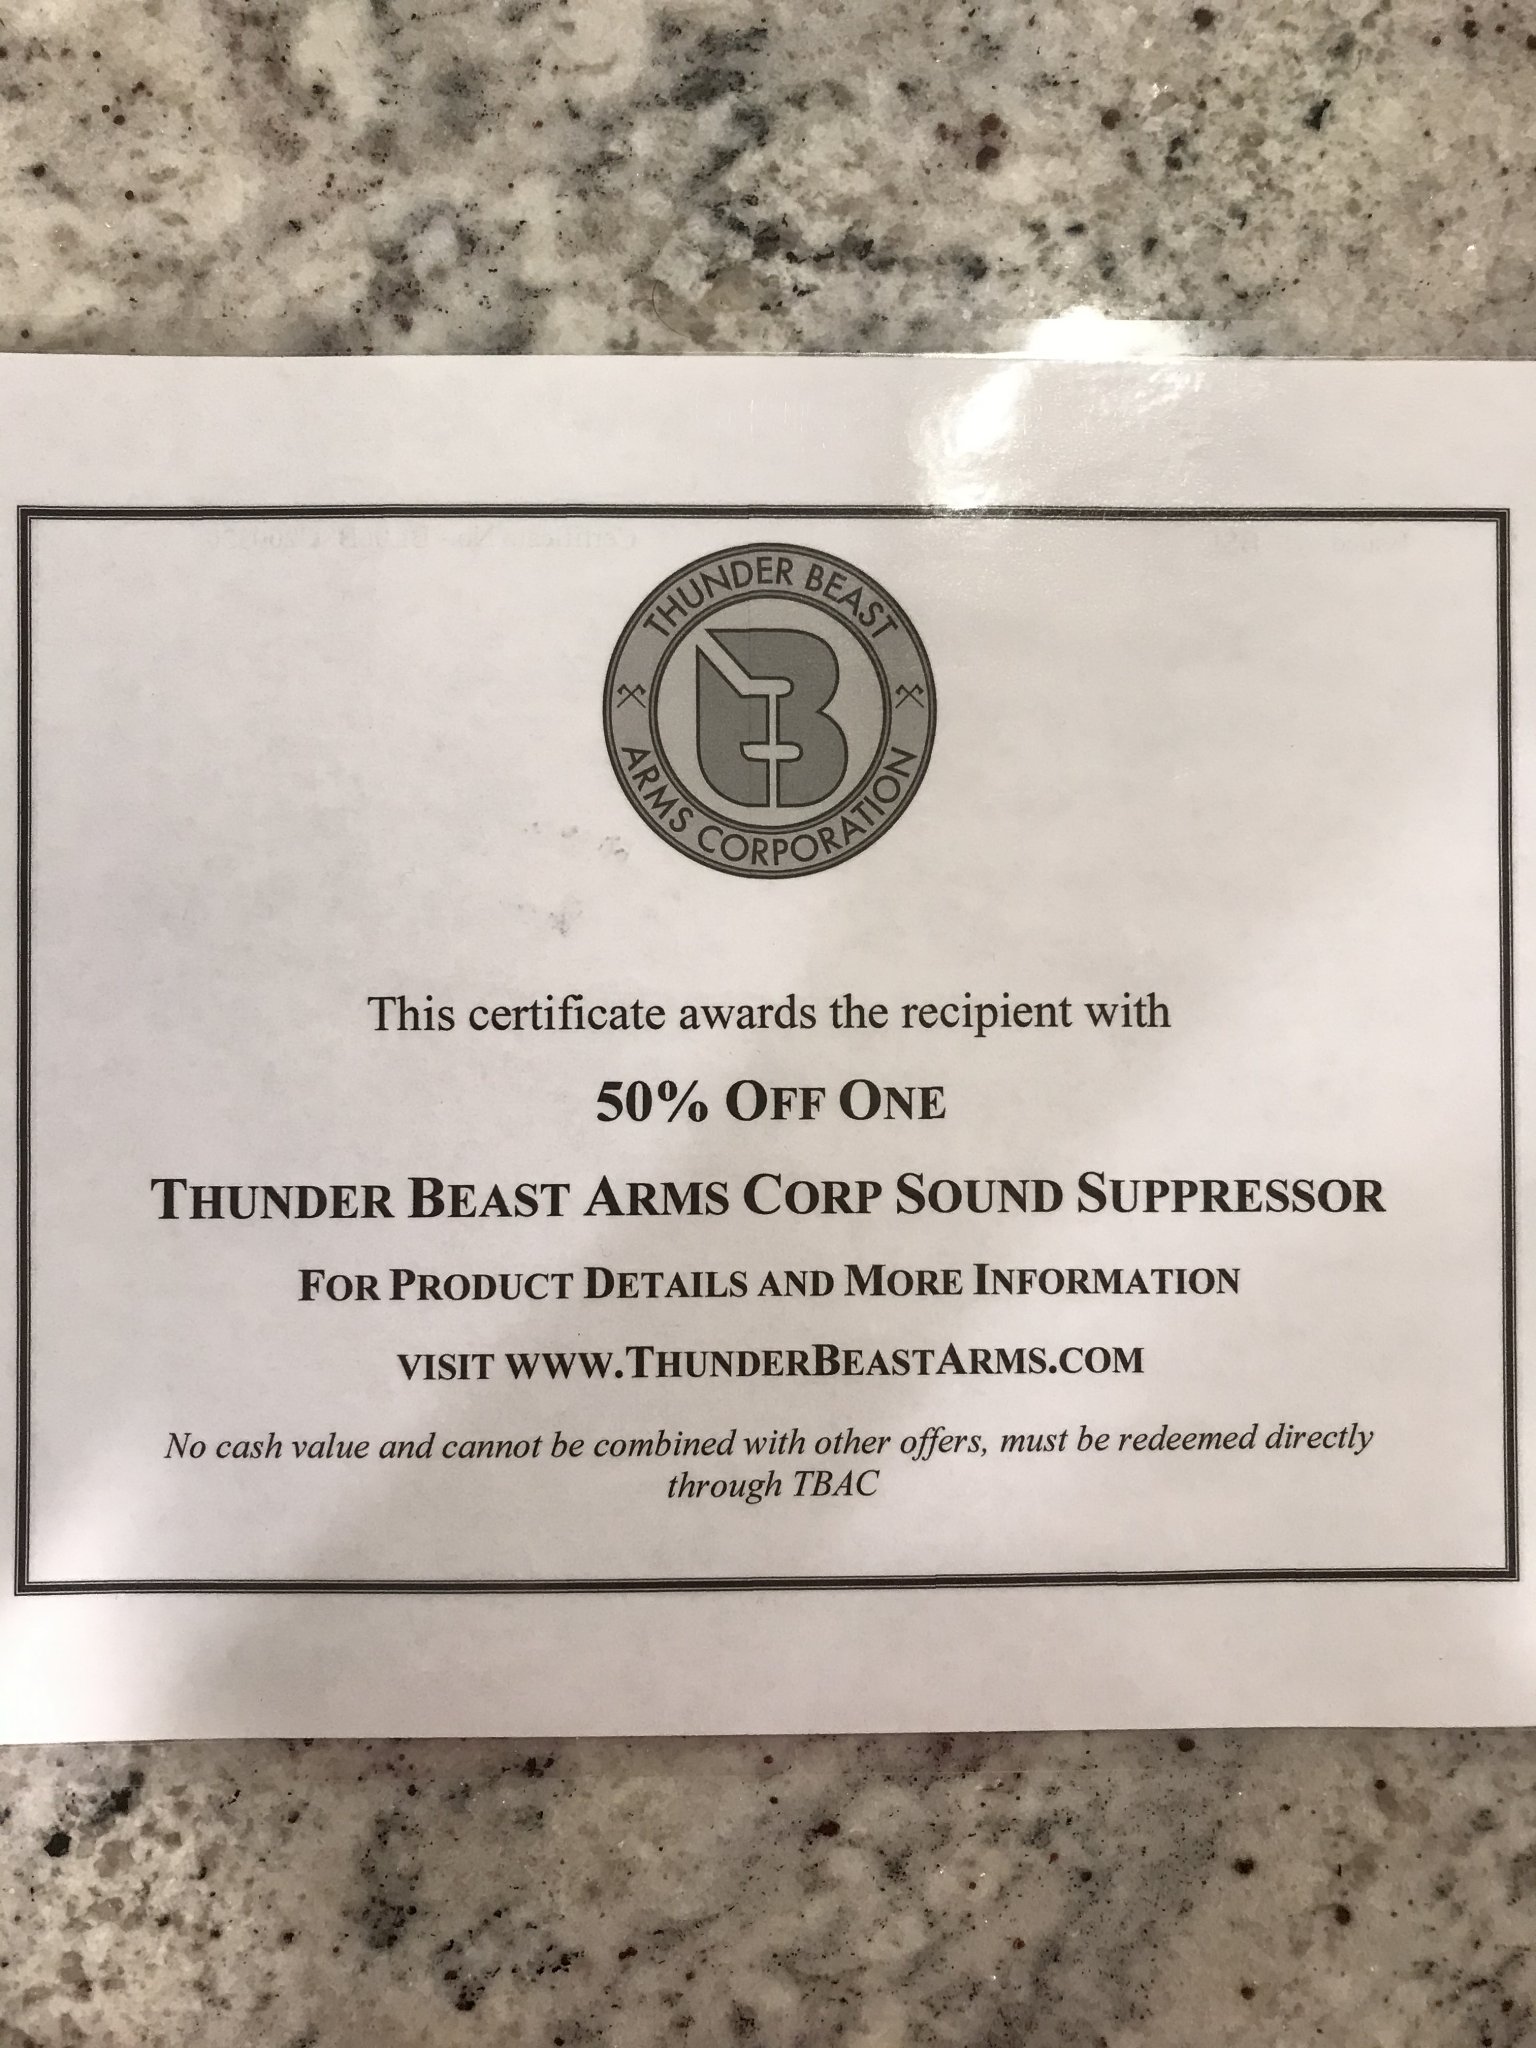 THUNDER BEAST
ARMS CORPORATION
This certificate awards the recipient with
50% OFF ONE
THUNDER BEAST ARMS CORP SOUND SUPPRESSOR
FOR PRODUCT DETAILS AND MORE INFORMATION
VISIT WWW.THUNDERBEASTARMS.COM
No cash value and cannot be combined with other offers, must be redeemed directly
through TBAC